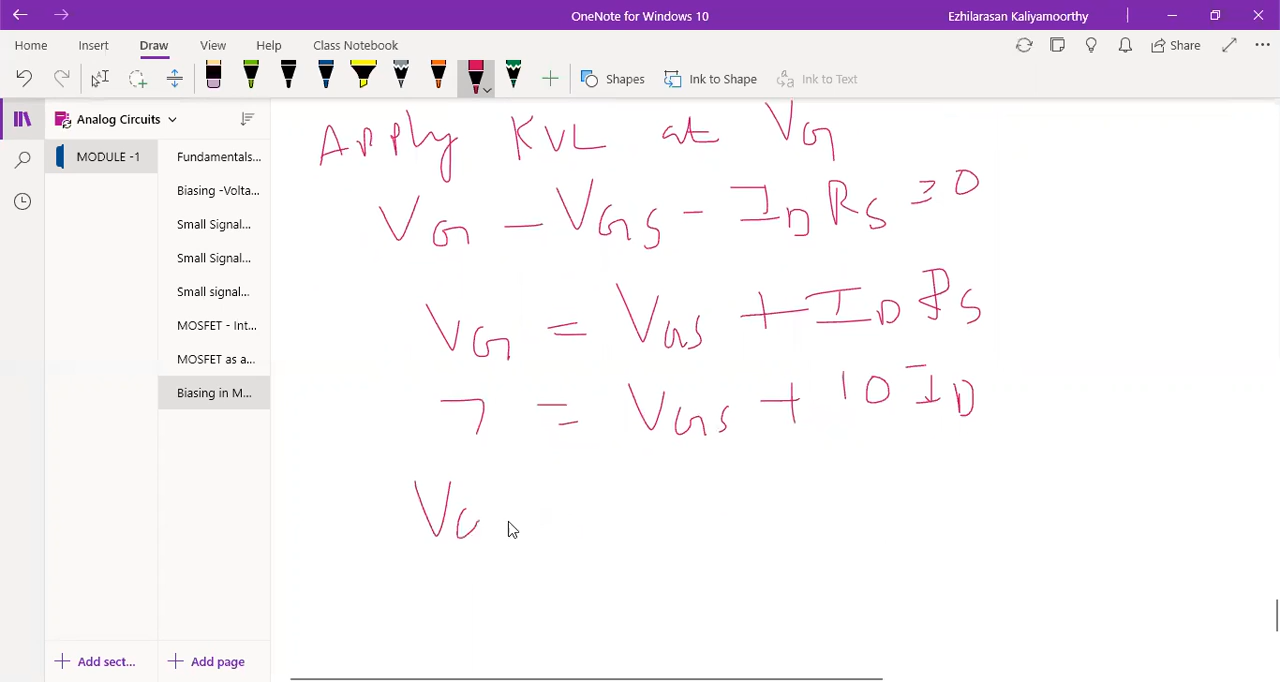 OneNote for Windows 10
Ezhilarasan Kaliyamoorthy
Home Insert Draw View Help Class Notebook
Share
Shapes Ink to Shape Ink to Text
Analog Circuits
MODULE -1
Fundamentals...
Biasing -Volta...
Small Signal...
Small Signal...
Small signal...
MOSFET - Int...
MOSFET as a...
Biasing in M...
Add sect...
Add page
Apply KVL at VG
VG - VGS - IDRS = 0
VG = VGS + IDRS
7 = VGS + 10 ID
VG